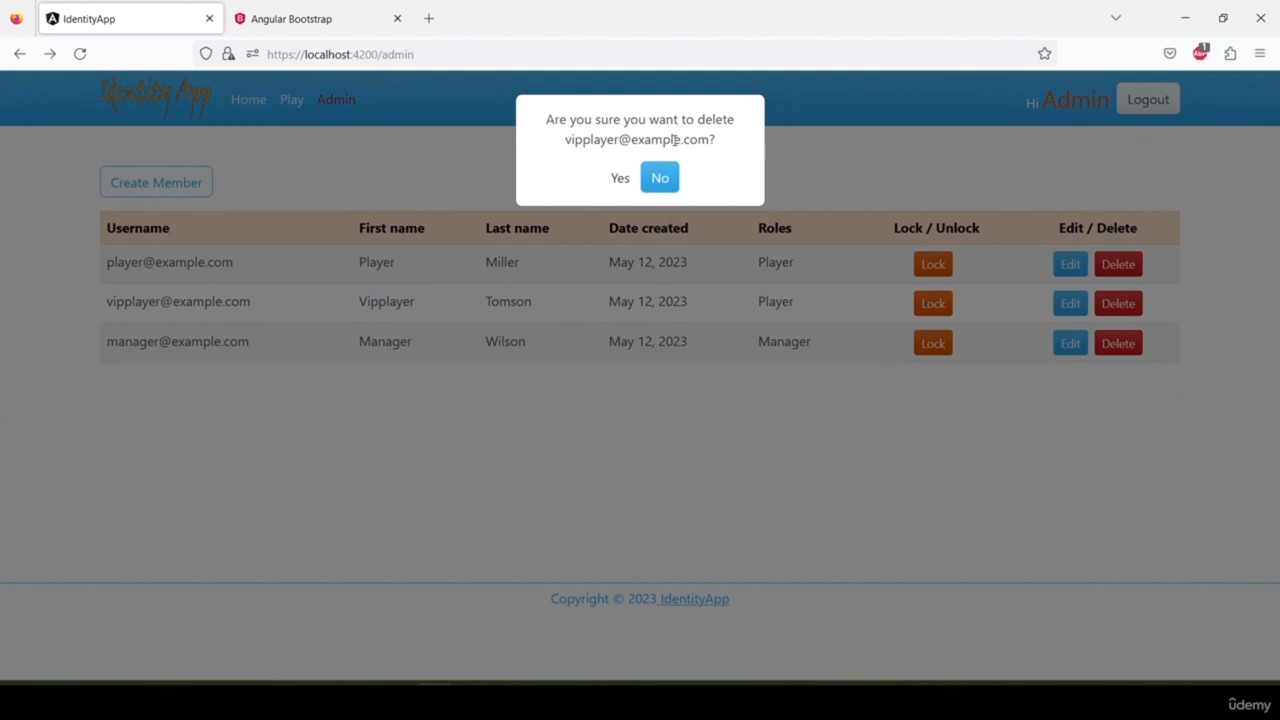 IdentityApp
Angular Bootstrap
https://localhost:4200/admin
1
Identity App
Home
Play
Admin
Hi Admin
Logout
Are you sure you want to delete
vipplayer@example.com?
Yes
No
Create Member
Username First name Last name Date created Roles Lock / Unlock Edit / Delete
player@example.com Player Miller May 12, 2023 Player Lock Edit Delete
vipplayer@example.com Vipplayer Tomson May 12, 2023 Player Lock Edit Delete
manager@example.com Manager Wilson May 12, 2023 Manager Lock Edit Delete
Copyright © 2023 IdentityApp
ûdemy